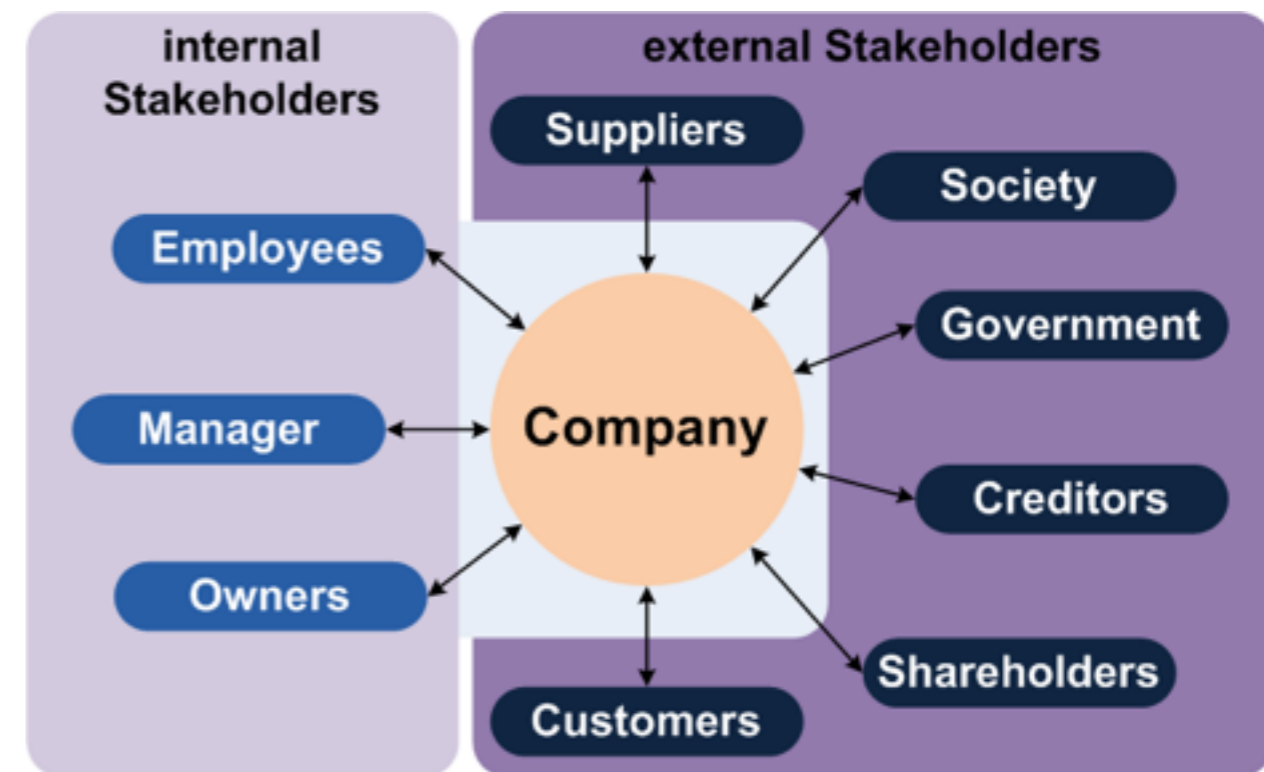 internal
Stakeholders
Employees
Manager
Owners
external Stakeholders
Suppliers
Society
Government
Creditors
Shareholders
Customers
Company